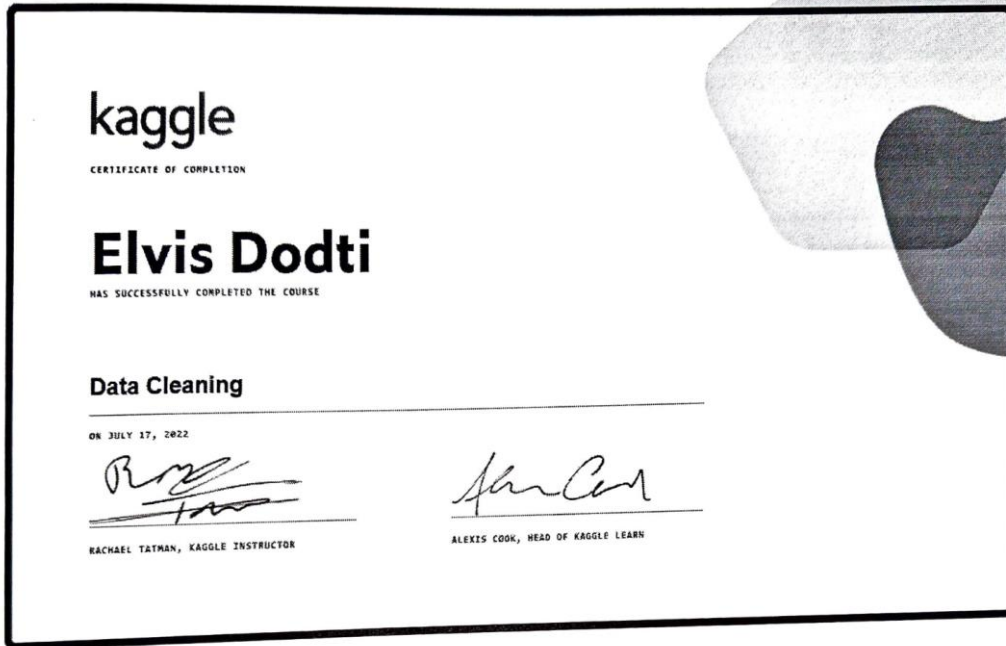 kaggle
CERTIFICATE OF COMPLETION
Elvis Dodti
HAS SUCCESSFULLY COMPLETED THE COURSE
Data Cleaning
ON JULY 17, 2022
RACHAEL TATMAN, KAGGLE INSTRUCTOR
ALEXIS COOK, HEAD OF KAGGLE LEARN